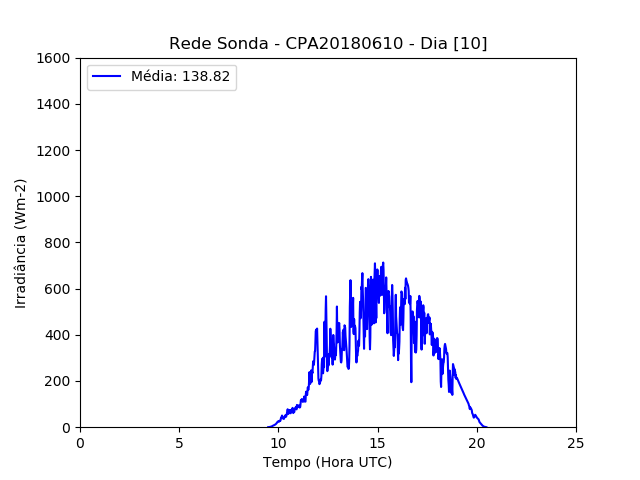 Rede Sonda - CPA20180610 - Dia [10]
Média: 138.82
1600
1400
1200
1000
800
600
400
200
0
Irradiância (Wm-2)
0 5 10 15 20 25
Tempo (Hora UTC)